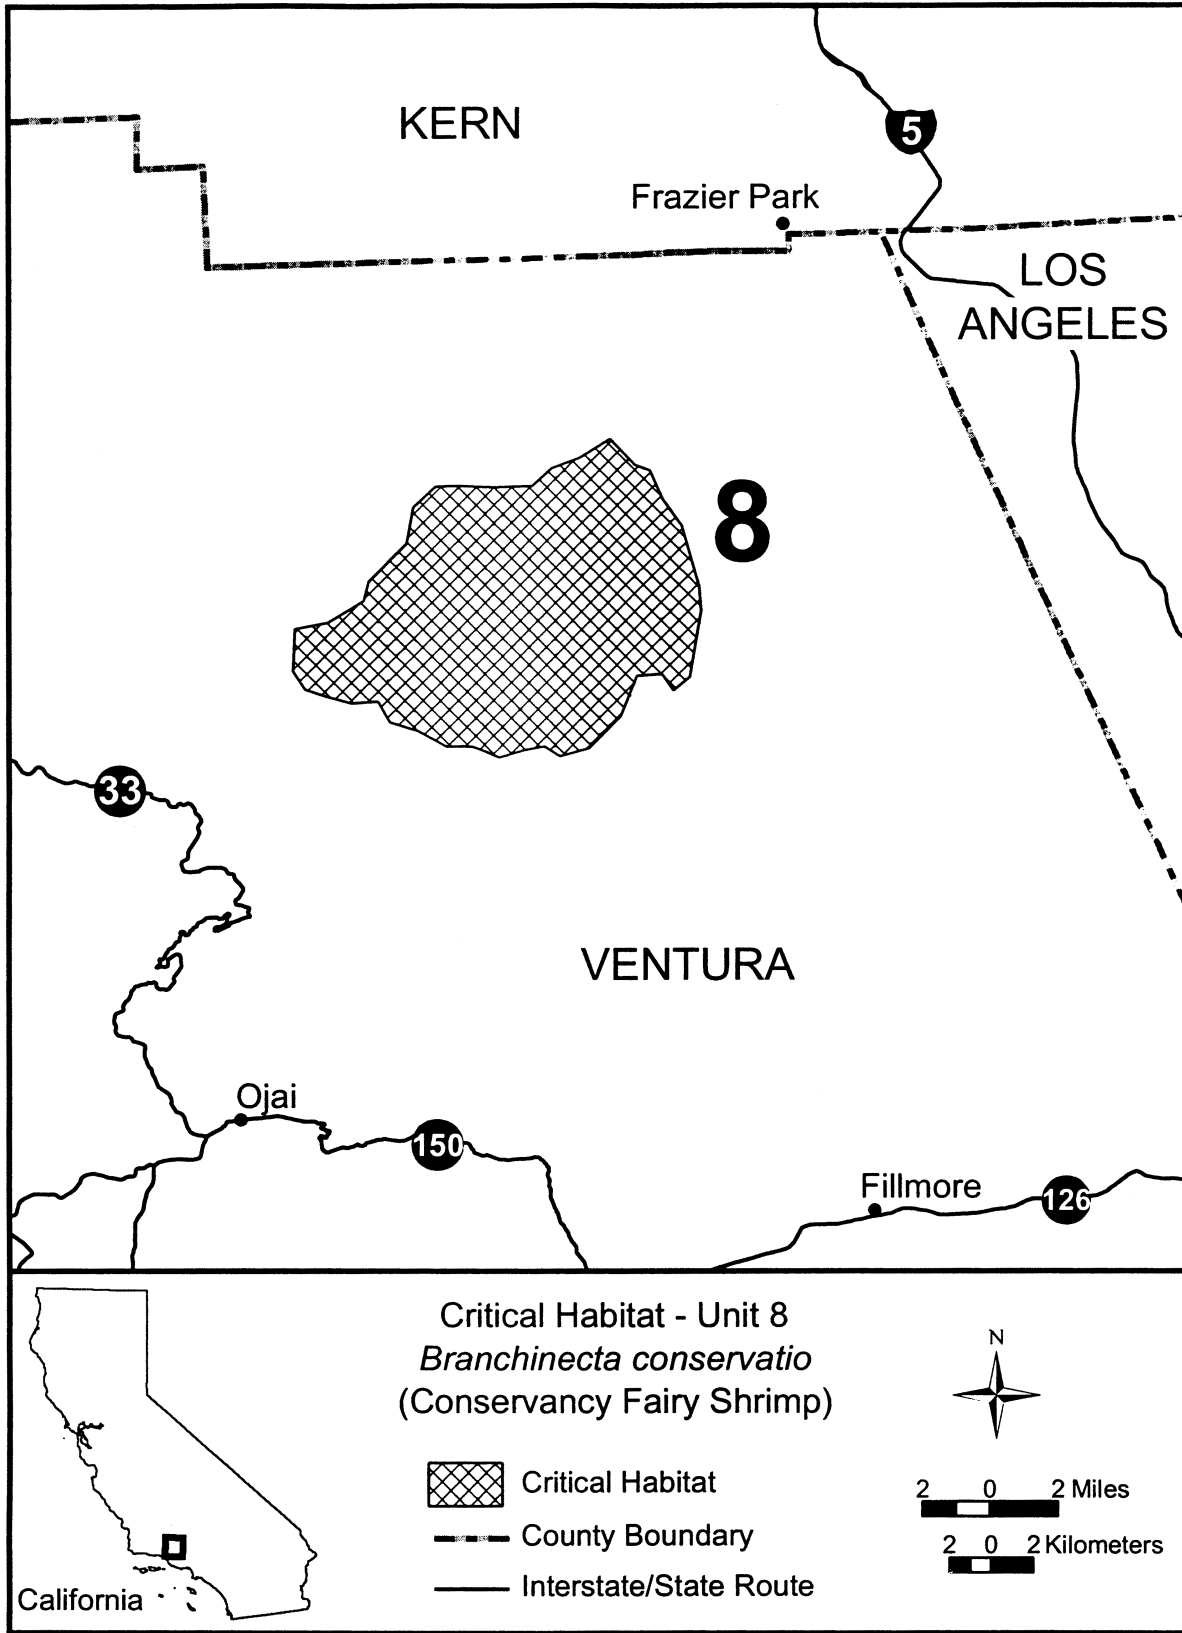 KERN
5
Frazier Park
LOS
ANGELES
8
33
VENTURA
Ojai
150
Fillmore
126
Critical Habitat - Unit 8
Branchinecta conservatio
(Conservancy Fairy Shrimp)
N
Critical Habitat
County Boundary
Interstate/State Route
2 0 2 Miles
2 0 2 Kilometers
California